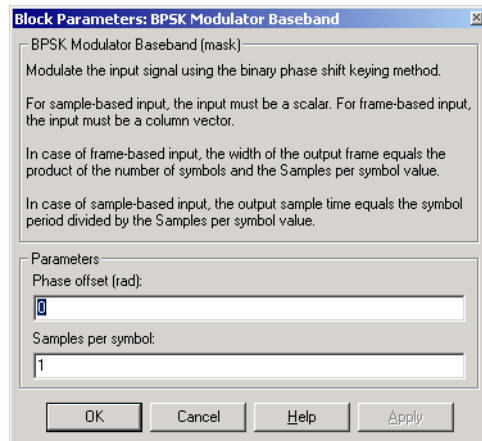 Block Parameters: BPSK Modulator Baseband
BPSK Modulator Baseband (mask)
Modulate the input signal using the binary phase shift keying method.
For sample-based input, the input must be a scalar. For frame-based input,
the input must be a column vector.
In case of frame-based input, the width of the output frame equals the
product of the number of symbols and the Samples per symbol value.
In case of sample-based input, the output sample time equals the symbol
period divided by the Samples per symbol value.
Parameters
Phase offset (rad):
0
Samples per symbol:
1
OK Cancel Help Apply